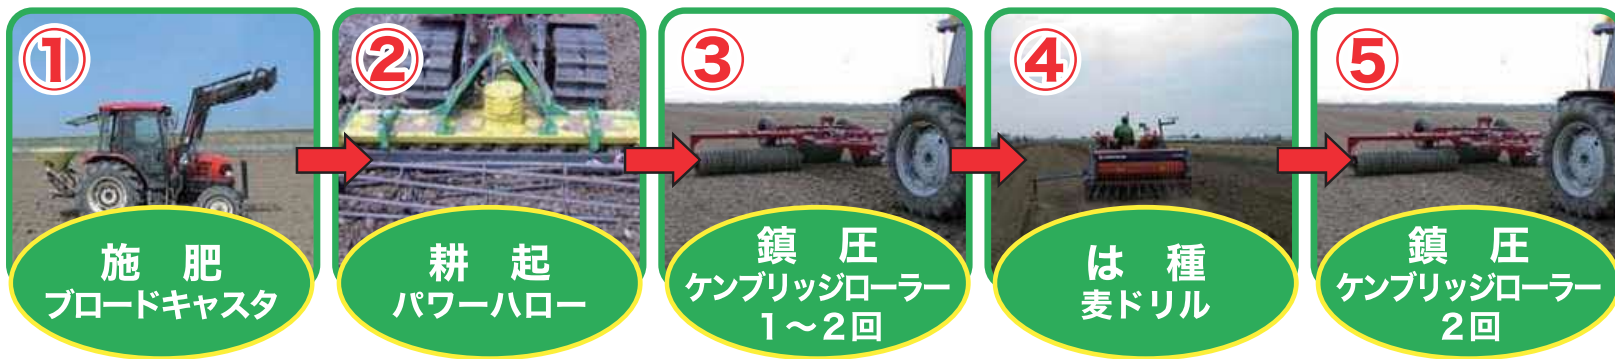 ①
施　肥
ブロードキャスタ
②
耕　起
パワーハロー
③
鎮　圧
ケンブリッジローラー
1～2回
④
は　種
麦ドリル
⑤
鎮　圧
ケンブリッジローラー
2回